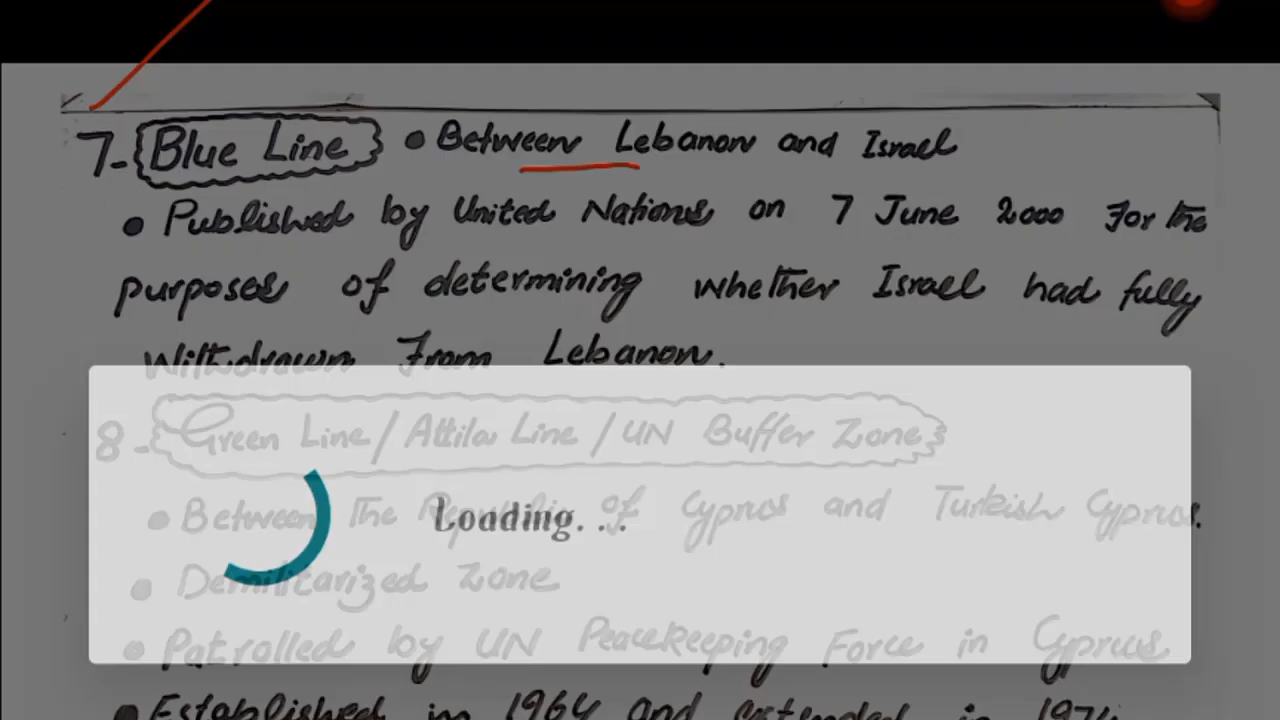 7- Blue Line • Between Lebanon and Israel
• Published by United Nations on 7 June 2000 For the
purposes of determining whether Israel had fully
Withdrawn From Lebanon.
8- Green Line / Attila Line / UN Buffer Zone
• Between The Republic of Cyprus and Turkish Cyprus.
Loading. . .
• Demilitarized Zone
• Patrolled by UN Peacekeeping Force in Cyprus
• Established in 1964 and extended in 1974